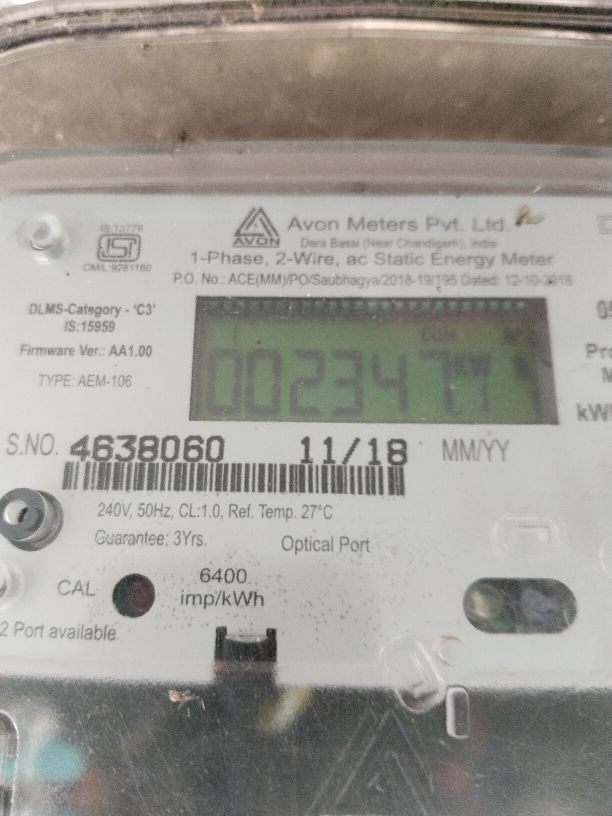 IS:13779
ISI
CM/L:9281180
AVON
Avon Meters Pvt. Ltd.
Dera Bassi (Near Chandigarh), India
1-Phase, 2-Wire, ac Static Energy Meter
P.O. No.: ACE(MM)/PO/Saubhagya/2018-19/195 Dated: 12-10-2018
DLMS-Category - 'C3'
IS:15959
Firmware Ver.: AA1.00
TYPE: AEM-106
COM
002347
kWh
S.NO. 4638060 11/18 MM/YY
240V, 50Hz, CL:1.0, Ref. Temp. 27°C
Guarantee: 3Yrs.
Optical Port
CAL
6400
imp/kWh
2 Port available